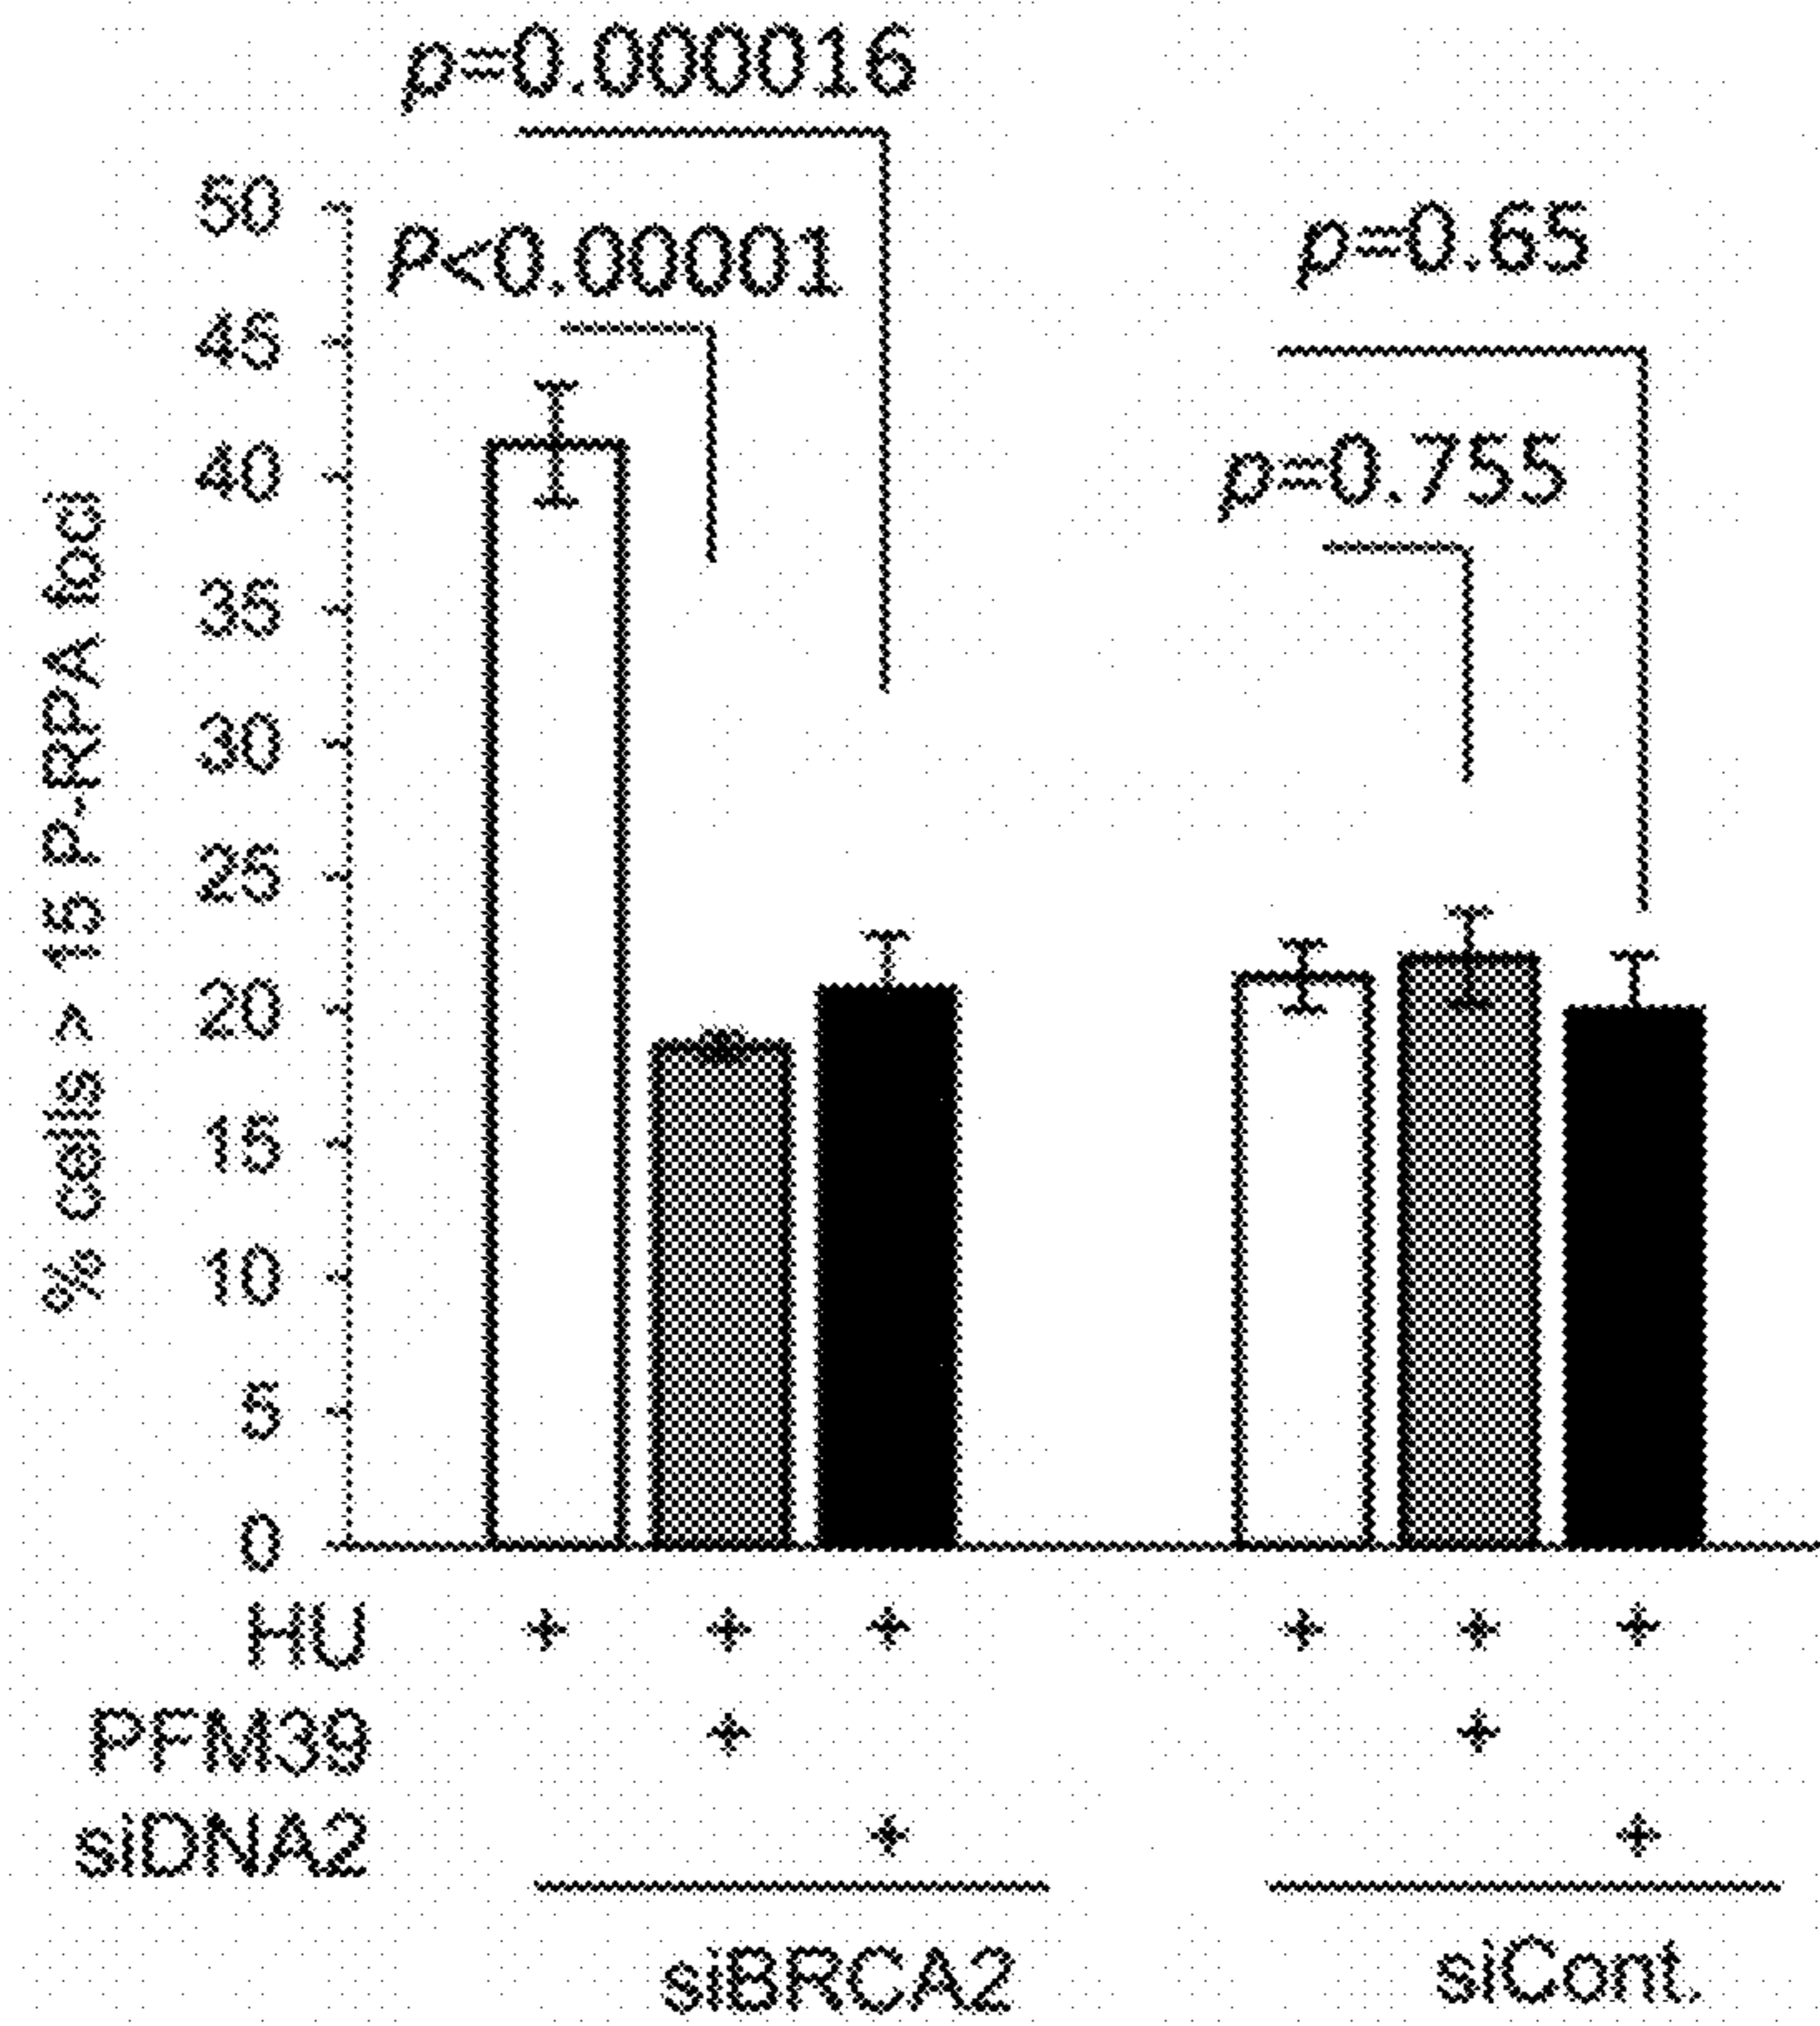 p=0.000016
P<0.00001
p=0.65
p=0.755
% cells > 15 P-RPA foci
50
45
40
35
30
25
20
15
10
5
0
HU + + + + + +
PFM39 + +
siDNA2 + +
siBRCA2 siCont.